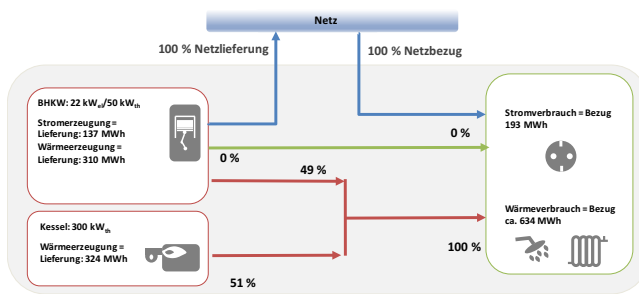 Netz
100 % Netzlieferung
100 % Netzbezug
BHKW: 22 kWel/50 kWth
Stromerzeugung =
Lieferung: 137 MWh
Wärmeerzeugung =
Lieferung: 310 MWh
Stromverbrauch = Bezug
193 MWh
0 %
0 %
49 %
Kessel: 300 kWth
Wärmeerzeugung =
Lieferung: 324 MWh
51 %
Wärmeverbrauch = Bezug
ca. 634 MWh
100 %